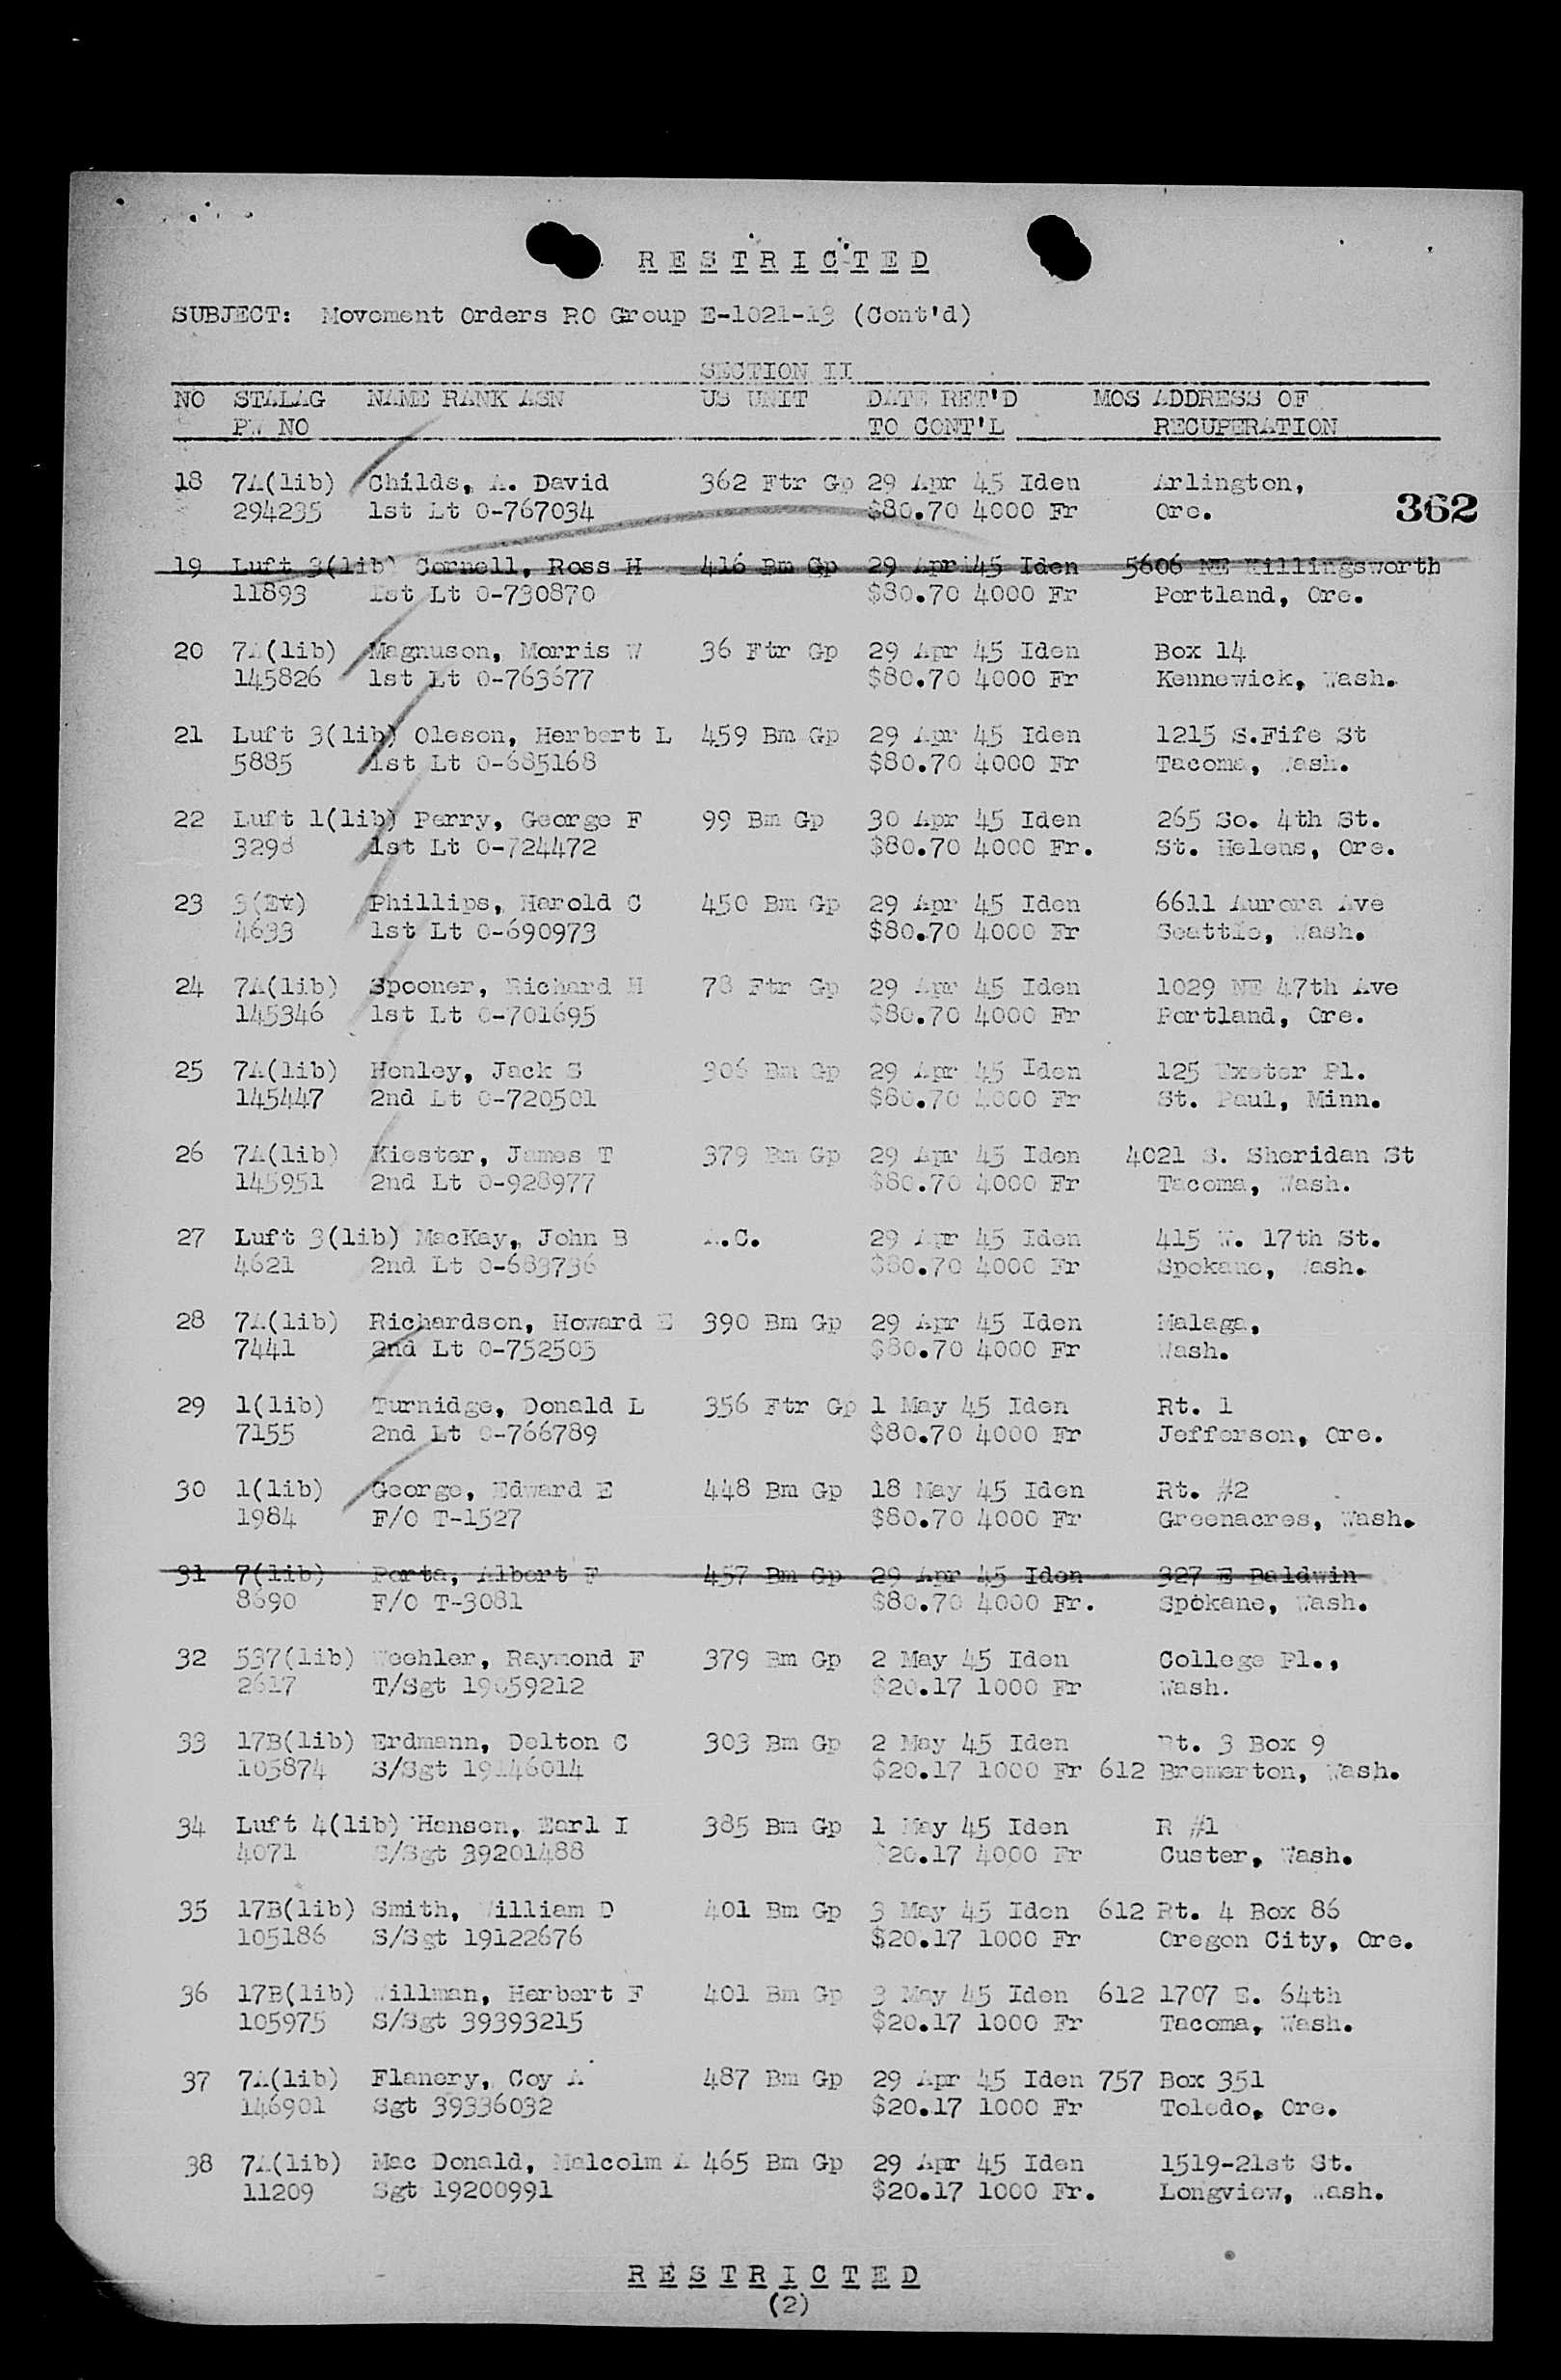 RESTRICTED
SUBJECT: Movement Orders RO Group E-1021-13 (Cont'd)
SECTION II
NO STALAG NAME RANK ASN US UNIT DATE RET'D MOS ADDRESS OF
PW NO TO CONT'L RECUPERATION
18 7A(lib) Childs, A. David 362 Ftr Gp 29 Apr 45 Iden Arlington,
294235 1st Lt O-767034 $80.70 4000 Fr Ore.
362
19 Luft 3(lib) Cornell, Ross H 416 Bm Gp 29 Apr 45 Iden 5606 NE Killingsworth
11893 1st Lt O-730870 $80.70 4000 Fr Portland, Ore.
20 7A(lib) Magnuson, Morris W 36 Ftr Gp 29 Apr 45 Iden Box 14
145826 1st Lt O-763677 $80.70 4000 Fr Kennewick, Wash.
21 Luft 3(lib) Oleson, Herbert L 459 Bm Gp 29 Apr 45 Iden 1215 S.Fife St
5885 1st Lt O-685168 $80.70 4000 Fr Tacoma, Wash.
22 Luft 1(lib) Perry, George F 99 Bm Gp 30 Apr 45 Iden 265 So. 4th St.
1st Lt O-724472 $80.70 4000 Fr. St. Helens, Ore.
23 3(Ev) Phillips, Harold C 450 Bm Gp 29 Apr 45 Iden 6611 Aurora Ave
4633 1st Lt O-690973 $80.70 4000 Fr Seattle, Wash.
24 7A(lib) Spooner, Richard H 78 Ftr Gp 29 Apr 45 Iden 1029 NE 47th Ave
145346 1st Lt O-701695 $80.70 4000 Fr Portland, Ore.
25 7A(lib) Henley, Jack S 306 Bm Gp 29 Apr 45 Iden 125 Exeter Pl.
145447 2nd Lt O-720501 $80.70 4000 Fr St. Paul, Minn.
26 7A(lib) Kiester, James T 379 Bm Gp 29 Apr 45 Iden 4021 S. Sheridan St
145951 2nd Lt O-928977 $80.70 4000 Fr Tacoma, Wash.
27 Luft 3(lib) MacKay, John B A.C. 29 Apr 45 Iden 415 W. 17th St.
4621 2nd Lt O-683736 $80.70 4000 Fr Spokane, Wash.
28 7A(lib) Richardson, Howard E 390 Bm Gp 29 Apr 45 Iden Malaga,
7441 2nd Lt O-752505 $80.70 4000 Fr Wash.
29 1(lib) Turnidge, Donald L 356 Ftr Gp 1 May 45 Iden Rt. 1
7155 2nd Lt O-766789 $80.70 4000 Fr Jefferson, Ore.
30 1(lib) George, Edward E 448 Bm Gp 18 May 45 Iden Rt. #2
1984 F/O T-1527 $80.70 4000 Fr Greenacres, Wash.
31 7(lib) Porta, Albert F 457 Bm Gp 29 Apr 45 Iden 327 E Baldwin
8690 F/O T-3081 $80.70 4000 Fr. Spokane, Wash.
32 537(lib) Woehler, Raymond F 379 Bm Gp 2 May 45 Iden College Pl.,
2617 T/Sgt 19059212 $20.17 1000 Fr Wash.
33 17B(lib) Erdmann, Delton C 303 Bm Gp 2 May 45 Iden Rt. 3 Box 9
105874 S/Sgt 19146014 $20.17 1000 Fr 612 Bremerton, Wash.
34 Luft 4(lib) Hansen, Earl I 385 Bm Gp 1 May 45 Iden R #1
4071 S/Sgt 39201488 $20.17 4000 Fr Custer, Wash.
35 17B(lib) Smith, William D 401 Bm Gp 3 May 45 Iden 612 Rt. 4 Box 86
105186 S/Sgt 19122676 $20.17 1000 Fr Oregon City, Ore.
36 17B(lib) Willman, Herbert F 401 Bm Gp 3 May 45 Iden 612 1707 E. 64th
105975 S/Sgt 39393215 $20.17 1000 Fr Tacoma, Wash.
37 7A(lib) Flanery, Coy A 487 Bm Gp 29 Apr 45 Iden 757 Box 351
146901 Sgt 39336032 $20.17 1000 Fr Toledo, Ore.
38 7A(lib) Mac Donald, Malcolm A 465 Bm Gp 29 Apr 45 Iden 1519-21st St.
11209 Sgt 19200991 $20.17 1000 Fr. Longview, Wash.
RESTRICTED
(2)